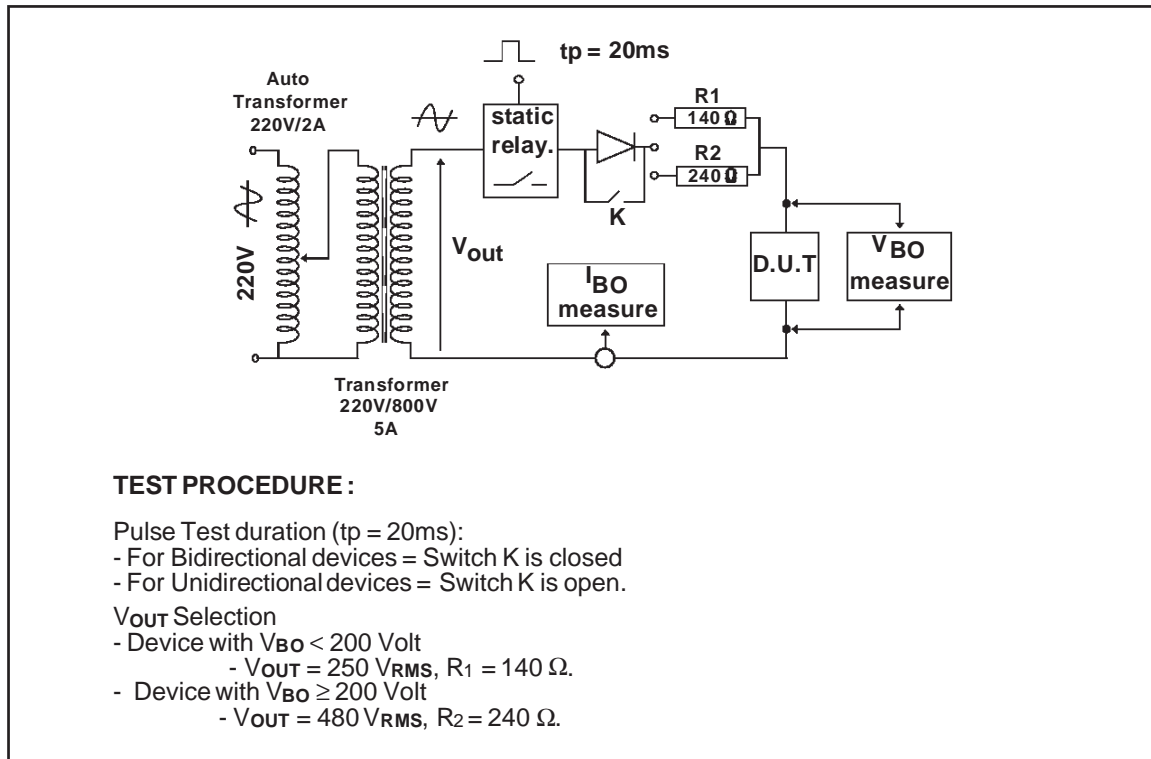 tp = 20ms
Auto
Transformer
220V/2A
static
relay.
R1
140 Ω
R2
240 Ω
K
220V
Vout
IBO
measure
D.U.T
VBO
measure
Transformer
220V/800V
5A
TEST PROCEDURE :
Pulse Test duration (tp = 20ms):
- For Bidirectional devices = Switch K is closed
- For Unidirectional devices = Switch K is open.
VOUT Selection
- Device with VBO < 200 Volt
- VOUT = 250 VRMS, R1 = 140 Ω.
- Device with VBO ≥ 200 Volt
- VOUT = 480 VRMS, R2 = 240 Ω.